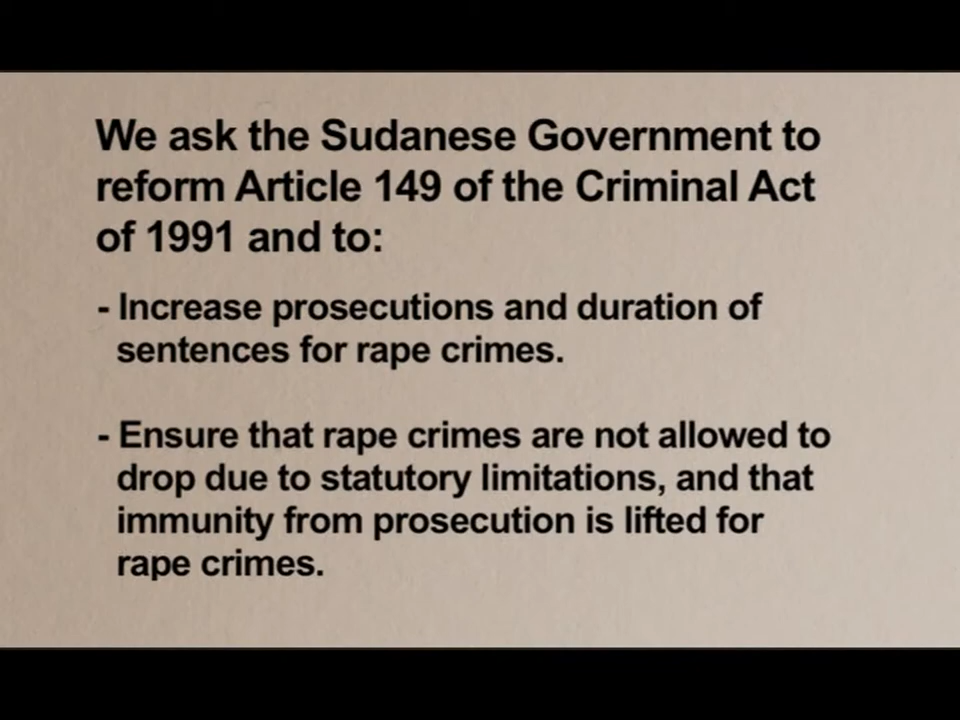 We ask the Sudanese Government to
reform Article 149 of the Criminal Act
of 1991 and to:
- Increase prosecutions and duration of
sentences for rape crimes.
- Ensure that rape crimes are not allowed to
drop due to statutory limitations, and that
immunity from prosecution is lifted for
rape crimes.